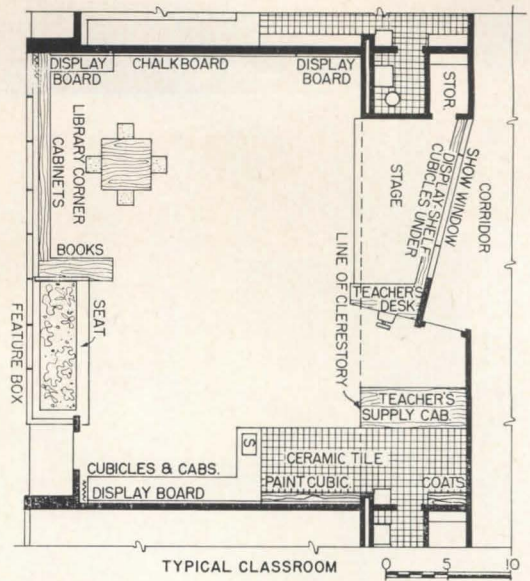 DISPLAY
BOARD
CHALKBOARD
DISPLAY
BOARD
STOR.
LIBRARY CORNER
CABINETS
STAGE
DISPLAY-SHELF
CUBICLES UNDER
SHOW WINDOW
CORRIDOR
BOOKS
SEAT
FEATURE BOX
LINE OF CLERESTORY
TEACHER'S
DESK
TEACHER'S
SUPPLY CAB.
S
CERAMIC TILE
CUBICLES & CABS.
PAINT CUBIC.
COATS
DISPLAY BOARD
TYPICAL CLASSROOM
0 5 10